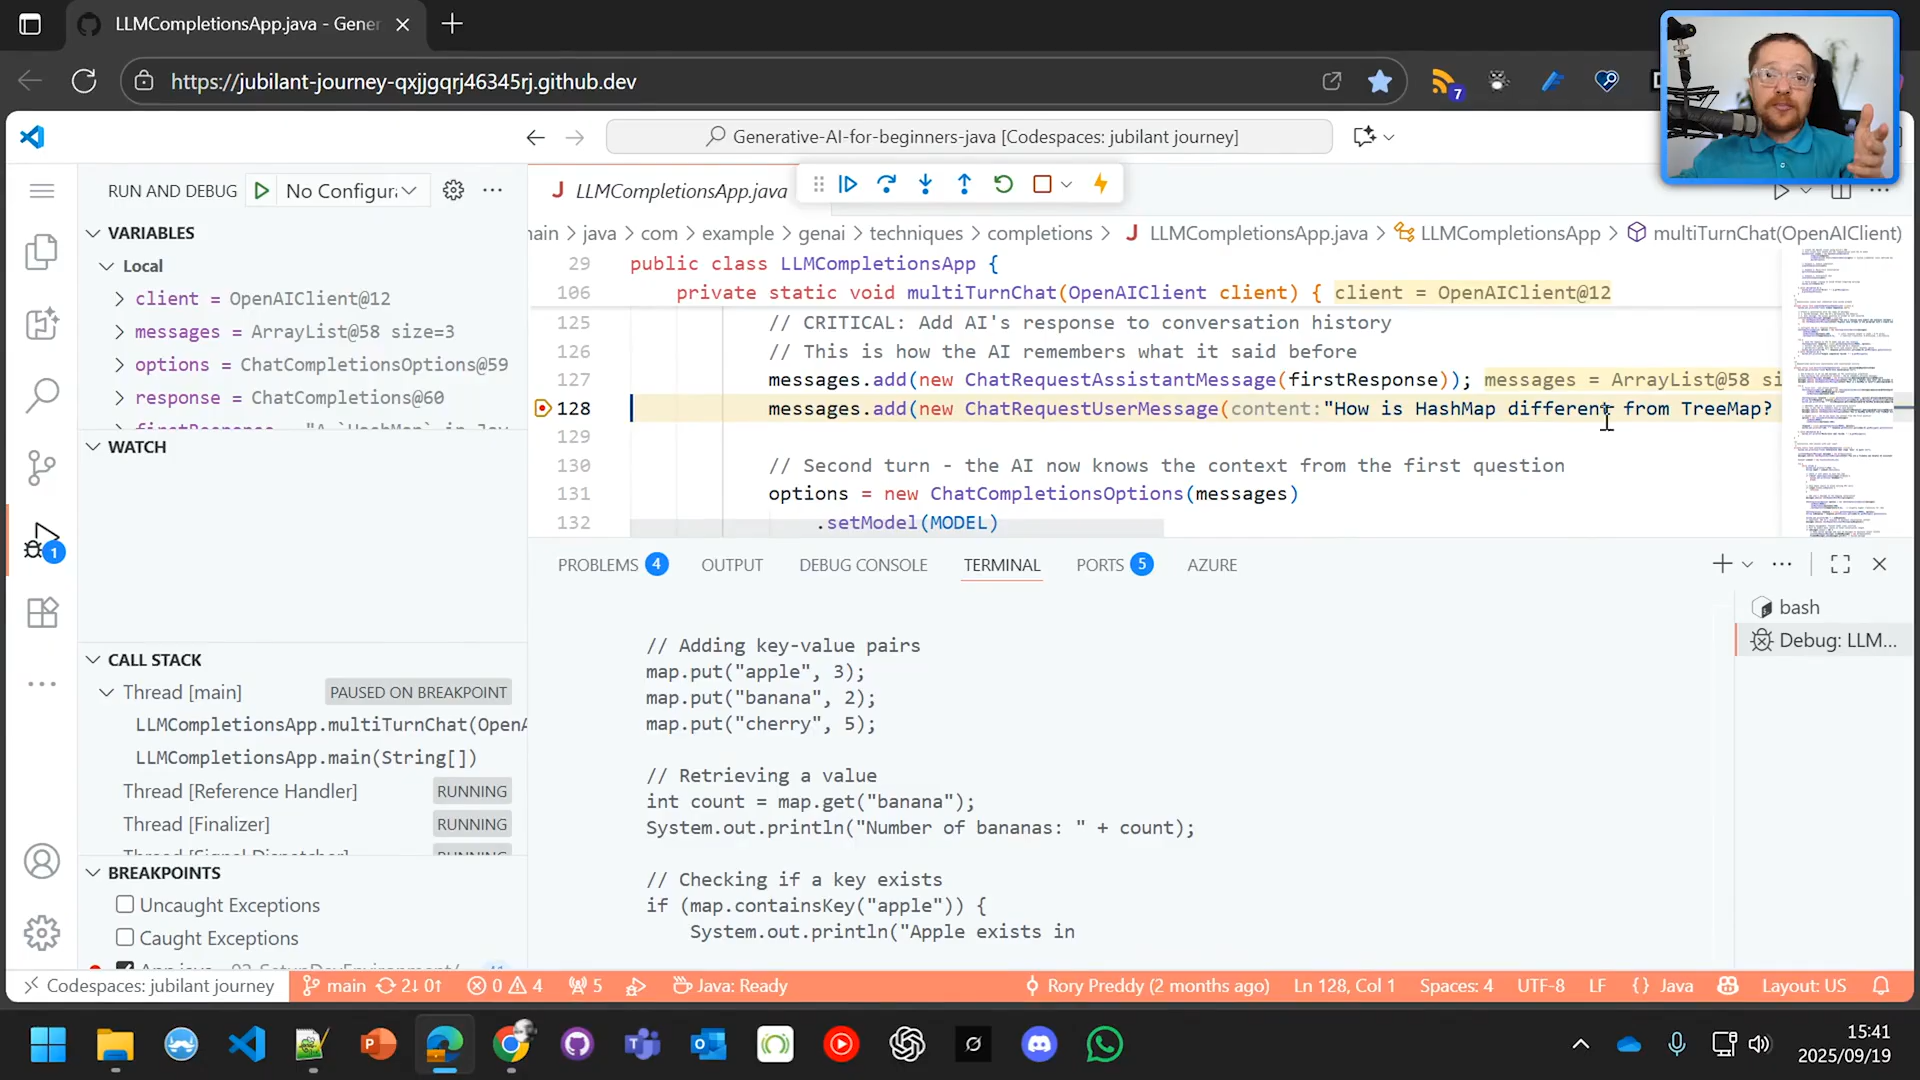 LLMCompletionsApp.java - Gene
https://jubilant-journey-qxjjgqrj46345rj.github.dev
7
Generative-AI-for-beginners-java [Codespaces: jubilant journey]
RUN AND DEBUG
No Configur
LLMCompletionsApp.java
VARIABLES
Local
client = OpenAIClient@12
messages = ArrayList@58 size=3
options = ChatCompletionsOptions@59
response = ChatCompletions@60
WATCH
CALL STACK
Thread [main]
PAUSED ON BREAKPOINT
LLMCompletionsApp.multiTurnChat(OpenA
LLMCompletionsApp.main(String[])
Thread [Reference Handler]
RUNNING
Thread [Finalizer]
RUNNING
BREAKPOINTS
Uncaught Exceptions
Caught Exceptions
1
ain > java > com > example > genai > techniques > completions > J LLMCompletionsApp.java > LLMCompletionsApp > multiTurnChat(OpenAIClient)
29 public class LLMCompletionsApp {
106 private static void multiTurnChat(OpenAIClient client) { client = OpenAIClient@12
125 // CRITICAL: Add AI's response to conversation history
126 // This is how the AI remembers what it said before
127 messages.add(new ChatRequestAssistantMessage(firstResponse)); messages = ArrayList@58 si
128 messages.add(new ChatRequestUserMessage(content:"How is HashMap different from TreeMap?
129
130 // Second turn - the AI now knows the context from the first question
131 options = new ChatCompletionsOptions(messages)
132 .setModel(MODEL)
PROBLEMS 4 OUTPUT DEBUG CONSOLE TERMINAL PORTS 5 AZURE
bash
Debug: LLM...
// Adding key-value pairs
map.put("apple", 3);
map.put("banana", 2);
map.put("cherry", 5);
// Retrieving a value
int count = map.get("banana");
System.out.println("Number of bananas: " + count);
// Checking if a key exists
if (map.containsKey("apple")) {
System.out.println("Apple exists in
Codespaces: jubilant journey
main 2↓ 0↑
0 4
5
Java: Ready
Rory Preddy (2 months ago)
Ln 128, Col 1
Spaces: 4
UTF-8
LF
{} Java
Layout: US
15:41
2025/09/19